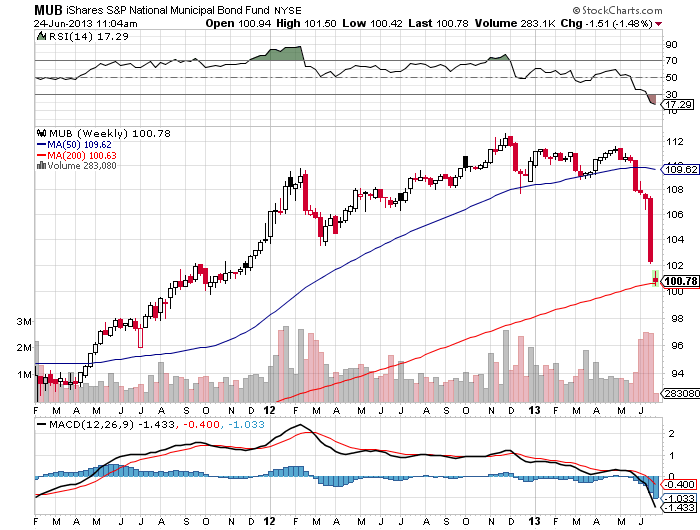 MUB iShares S&P National Municipal Bond Fund NYSE © StockCharts.com
24-Jun-2013 11:04am Open 100.94 High 101.50 Low 100.42 Last 100.78 Volume 283.1K Chg -1.51 (-1.48%)
RSI(14) 17.29
90
70
50
30
17.29
10
MUB (Weekly) 100.78
MA(50) 109.62
MA(200) 100.63
Volume 283,080
112
110
109.62
108
106
104
102
100.78
100
98
96
94
283080
3M
2M
1M
F M A M J J A S O N D 12 F M A M J J A S O N D 13 F M A M J
MACD(12,26,9) -1.433, -0.400, -1.033
2
1
0
-0.400
-1.033
-1.433
F M A M J J A S O N D 12 F M A M J J A S O N D 13 F M A M J